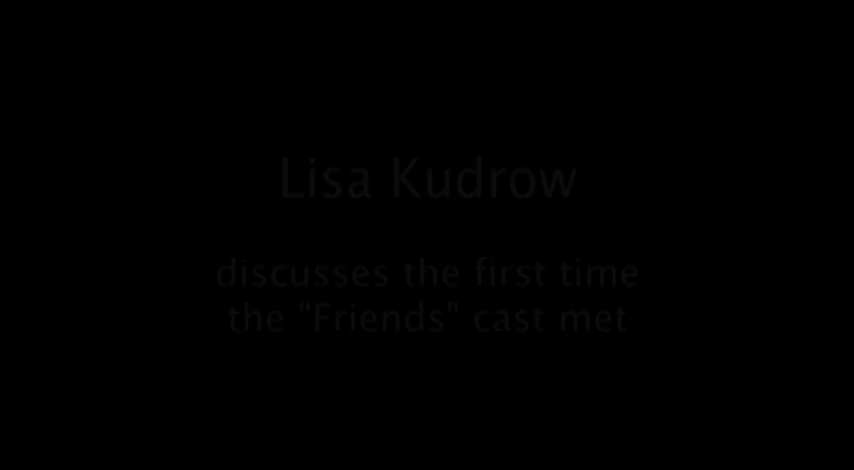 Lisa Kudrow
discusses the first time
the "Friends" cast met